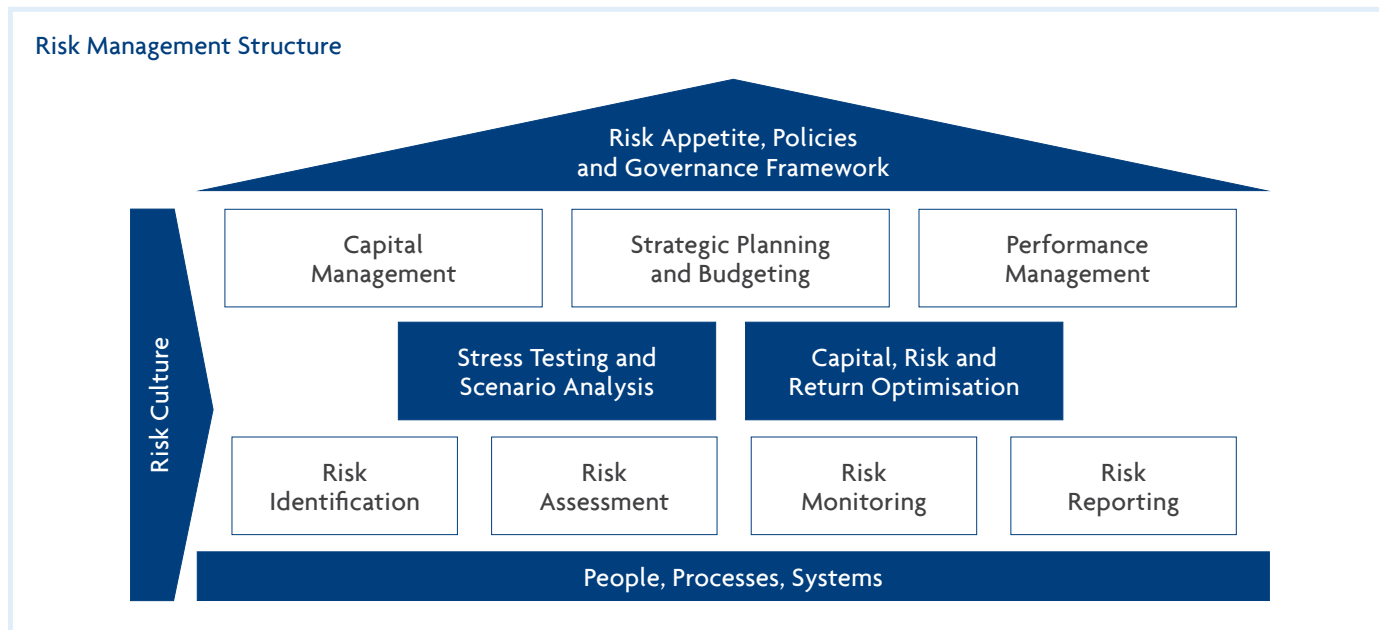 Risk Management Structure
Risk Appetite, Policies
and Governance Framework
Risk Culture
Capital
Management
Strategic Planning
and Budgeting
Performance
Management
Stress Testing and
Scenario Analysis
Capital, Risk and
Return Optimisation
Risk
Identification
Risk
Assessment
Risk
Monitoring
Risk
Reporting
People, Processes, Systems